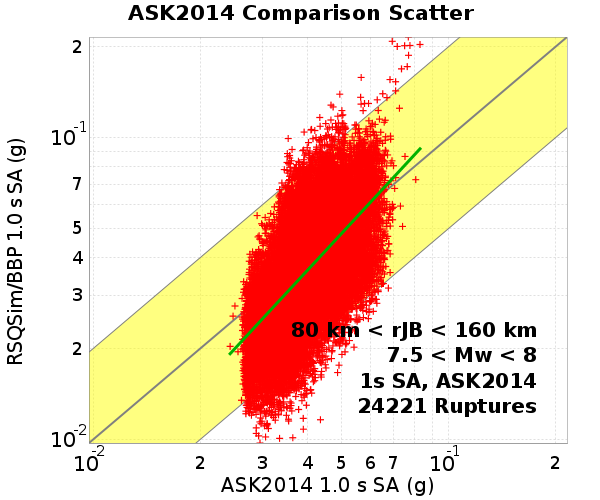 ASK2014 Comparison Scatter
RSQSim/BBP 1.0 s SA (g)
2
10-1
7
5
4
3
2
10-2
80 km < rJB < 160 km
7.5 < Mw < 8
1s SA, ASK2014
24221 Ruptures
10-2 2 3 4 5 6 7 10-1 2
ASK2014 1.0 s SA (g)